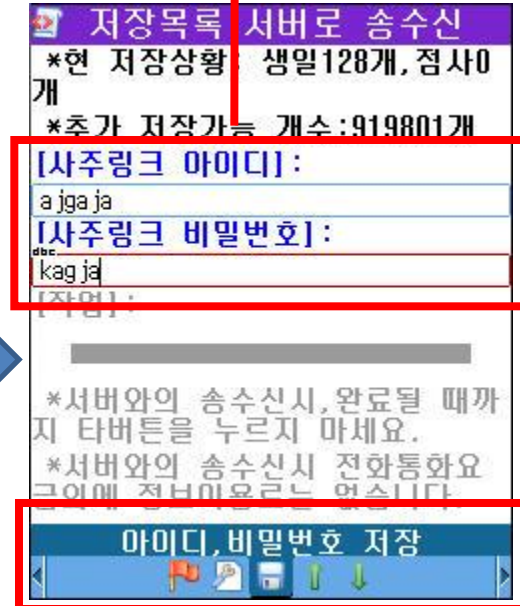 저장목록 서버로 송수신
*현 저장상황: 생일128개,점사0
개
*추가 저장가능 개수:919801개
[사주링크 아이디]:
a jga ja
[사주링크 비밀번호]:
abc
kag ja
[작업]:
*서버와의 송수신시,완료될 때까
지 타버튼을 누르지 마세요.
*서버와의 송수신시 전화통화요
금외에 정보이용료는 없습니다.
아이디,비밀번호 저장